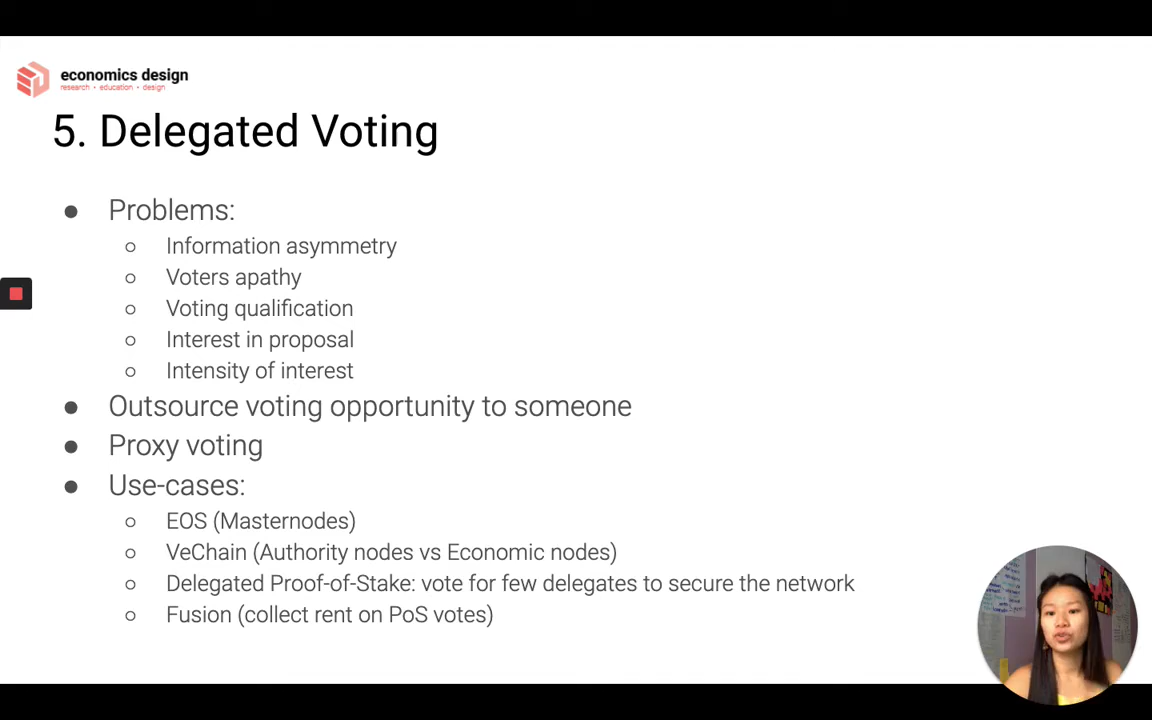 economics design
research • education • design
5. Delegated Voting
● Problems:
○ Information asymmetry
○ Voters apathy
○ Voting qualification
○ Interest in proposal
○ Intensity of interest
● Outsource voting opportunity to someone
● Proxy voting
● Use-cases:
○ EOS (Masternodes)
○ VeChain (Authority nodes vs Economic nodes)
○ Delegated Proof-of-Stake: vote for few delegates to secure the network
○ Fusion (collect rent on PoS votes)